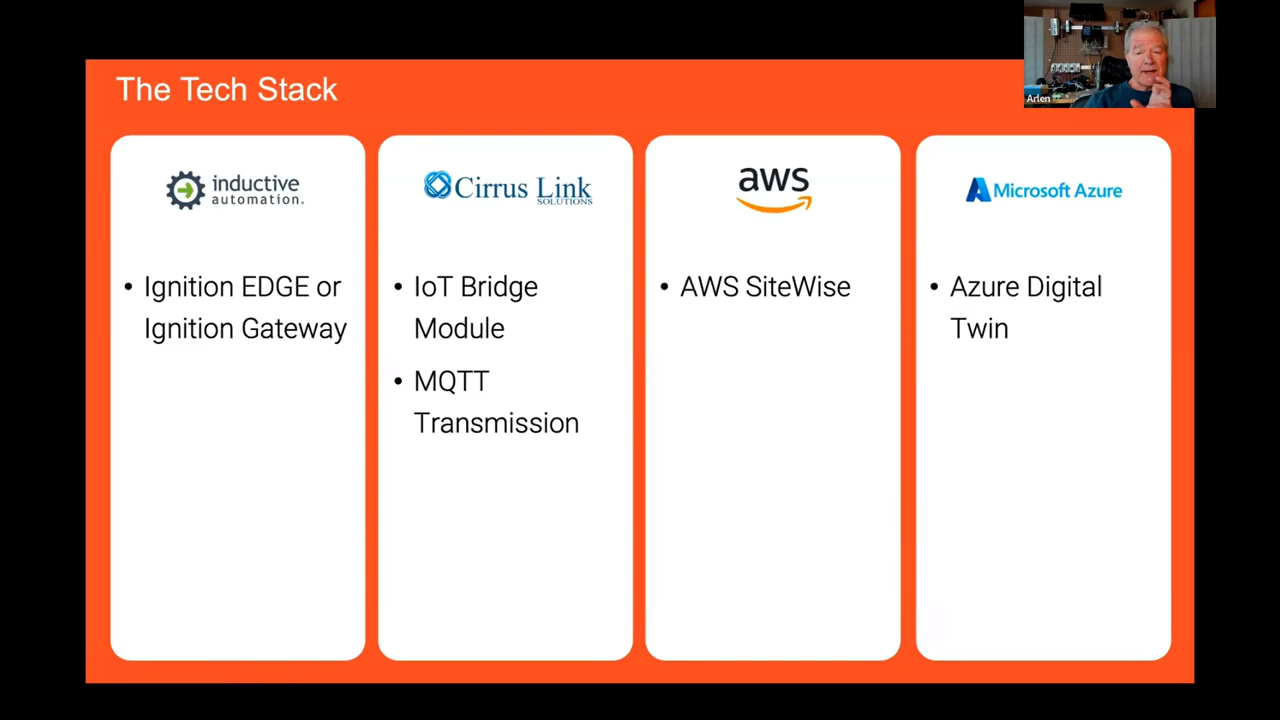 The Tech Stack
Arlen
inductive
automation.
Cirrus Link
SOLUTIONS
aws
Microsoft Azure
• Ignition EDGE or
Ignition Gateway
• IoT Bridge
Module
• MQTT
Transmission
• AWS SiteWise
• Azure Digital
Twin